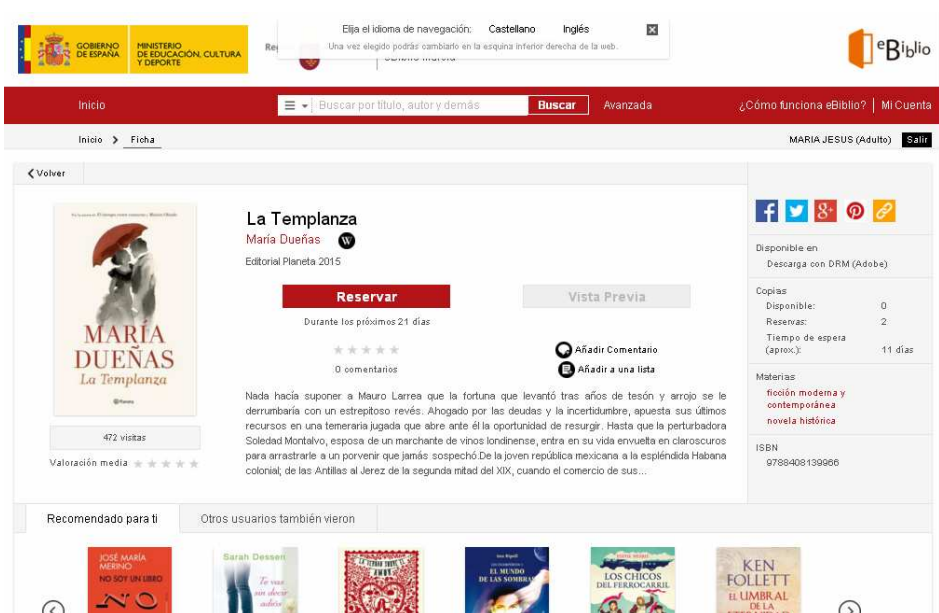 Elija el idioma de navegación: Castellano Inglés
Una vez elegido podrás cambiarlo en la esquina inferior derecha de la web.
GOBIERNO DE ESPAÑA
MINISTERIO DE EDUCACIÓN, CULTURA Y DEPORTE
eBiblio
Inicio
Buscar por título, autor y demás
Buscar
Avanzada
¿Cómo funciona eBiblio? | Mi Cuenta
Inicio > Ficha
MARIA JESUS (Adulto) Salir
Volver
MARÍA
DUEÑAS
La Templanza
Planeta
472 visitas
Valoración media
La Templanza
María Dueñas W
Editorial Planeta 2015
Reservar
Vista Previa
Durante los próximos 21 días
0 comentarios
Añadir Comentario
Añadir a una lista
Nada hacía suponer a Mauro Larrea que la fortuna que levantó tras años de tesón y arrojo se le
derrumbaría con un estrepitoso revés. Ahogado por las deudas y la incertidumbre, apuesta sus últimos
recursos en una temeraria jugada que abre ante él la oportunidad de resurgir. Hasta que la perturbadora
Soledad Montalvo, esposa de un marchante de vinos londinense, entra en su vida envuelta en claroscuros
para arrastrarle a un porvenir que jamás sospechó.De la joven república mexicana a la espléndida Habana
colonial; de las Antillas al Jerez de la segunda mitad del XIX, cuando el comercio de sus...
Disponible en
Descarga con DRM (Adobe)
Copias
Disponible: 0
Reservas: 2
Tiempo de espera
(aprox.): 11 días
Materias
ficción moderna y
contemporánea
novela histórica
ISBN
9788408139966
Recomendado para ti
Otros usuarios también vieron
JOSÉ MARÍA
MERINO
NO SOY UN LIBRO
Sarah Dessen
Te vas
sin decir
adiós
EL MUNDO
DE LAS SOMBRAS
LOS CHICOS
DEL FERROCARRIL
KEN
FOLLETT
EL UMBRAL
DE LA